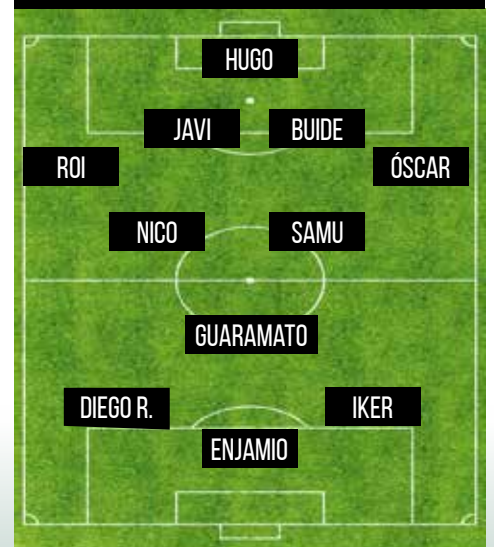 HUGO
JAVI BUIDE
ROI ÓSCAR
NICO SAMU
GUARAMATO
DIEGO R. IKER
ENJAMIO